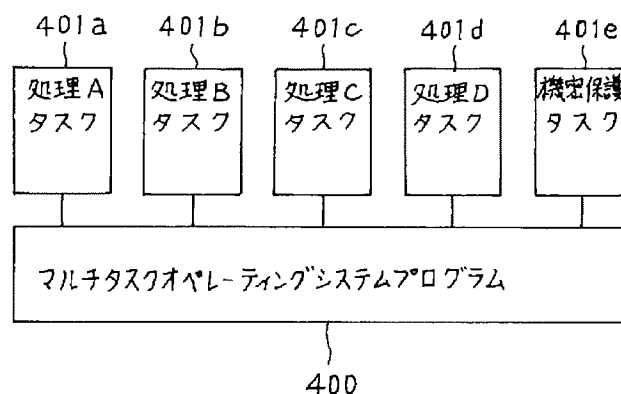 401a 401b 401c 401d 401e
処理A 処理B 処理C 処理D 機密保護
タスク タスク タスク タスク タスク
マルチタスクオペレーティングシステムプログラム
400